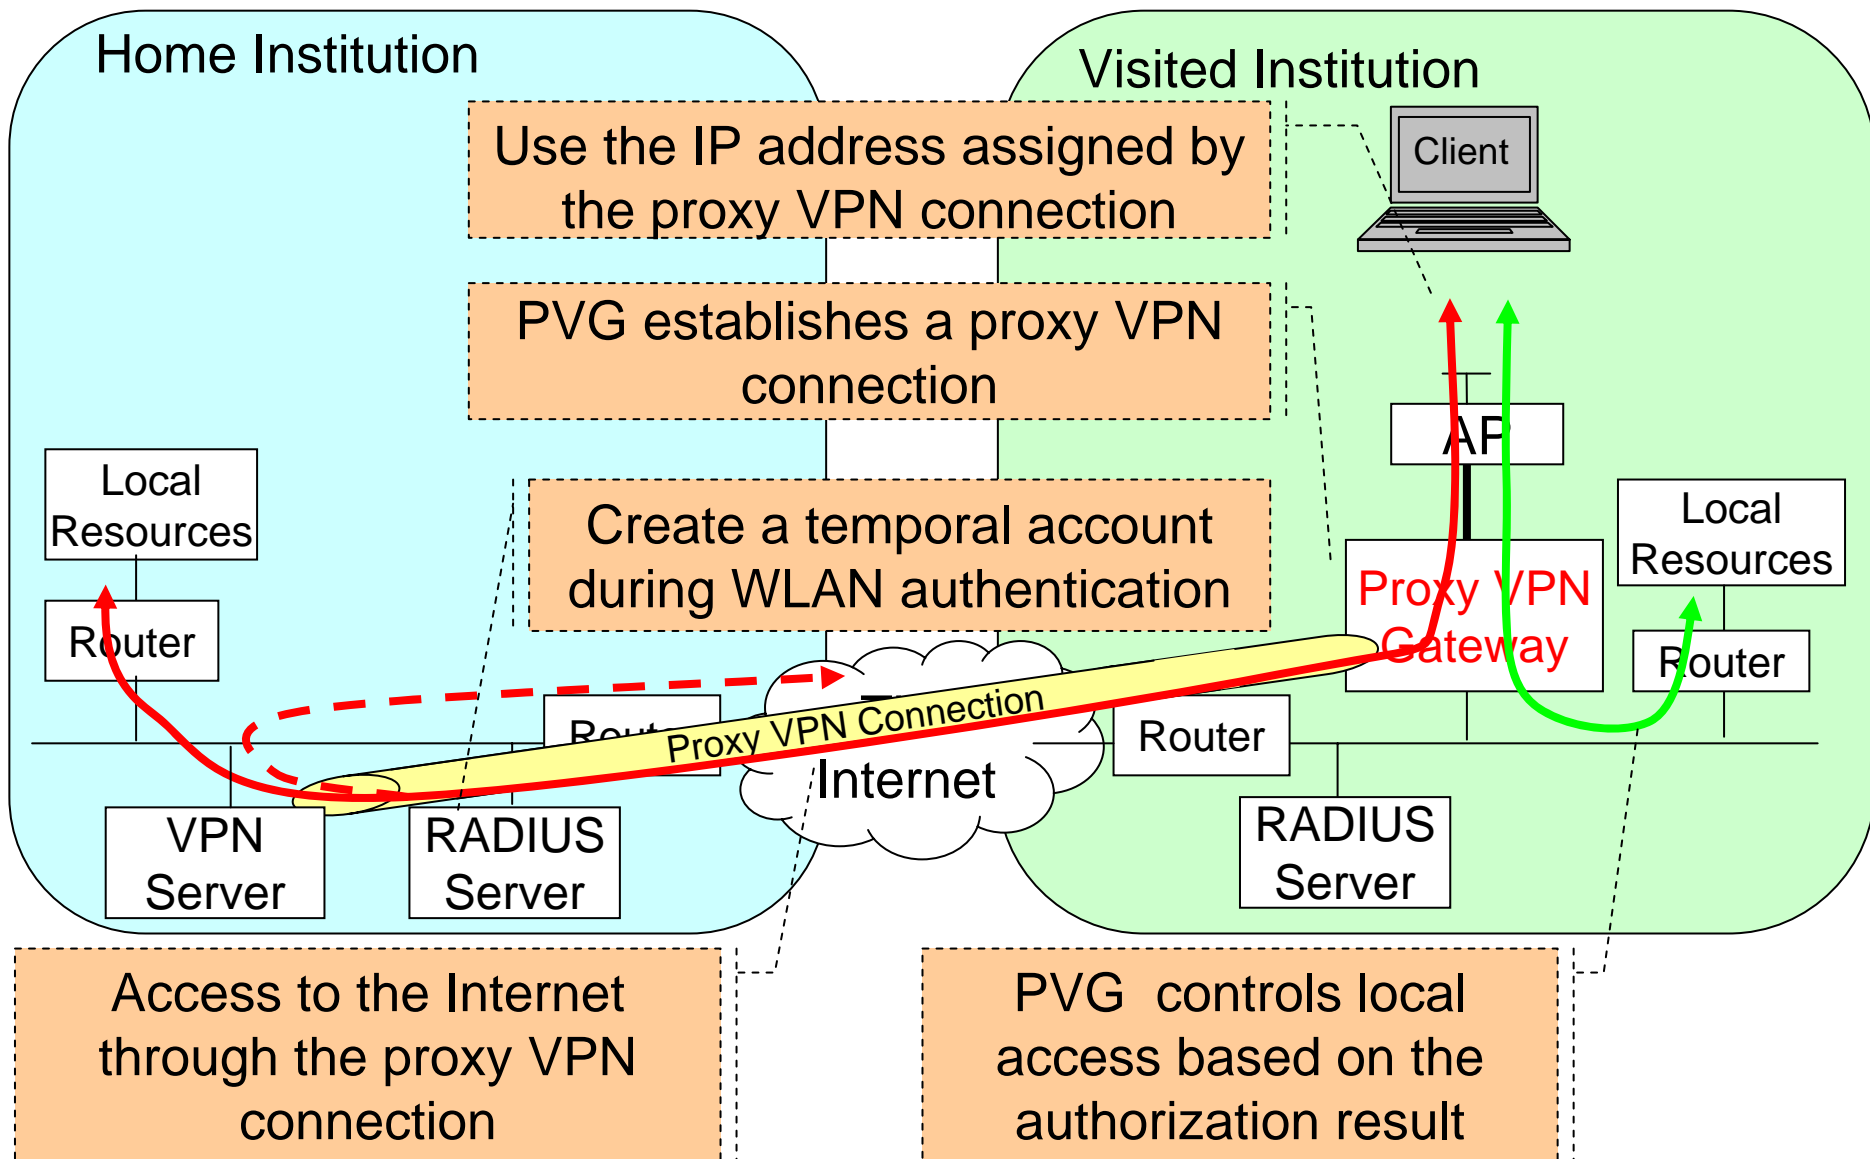 Home Institution
Visited Institution
Use the IP address assigned by
the proxy VPN connection
Client
PVG establishes a proxy VPN
connection
AP
Local
Resources
Create a temporal account
during WLAN authentication
Local
Resources
Proxy VPN
Gateway
Router
Router
Router
Proxy VPN Connection
Internet
Router
VPN
Server
RADIUS
Server
RADIUS
Server
Access to the Internet
through the proxy VPN
connection
PVG controls local
access based on the
authorization result